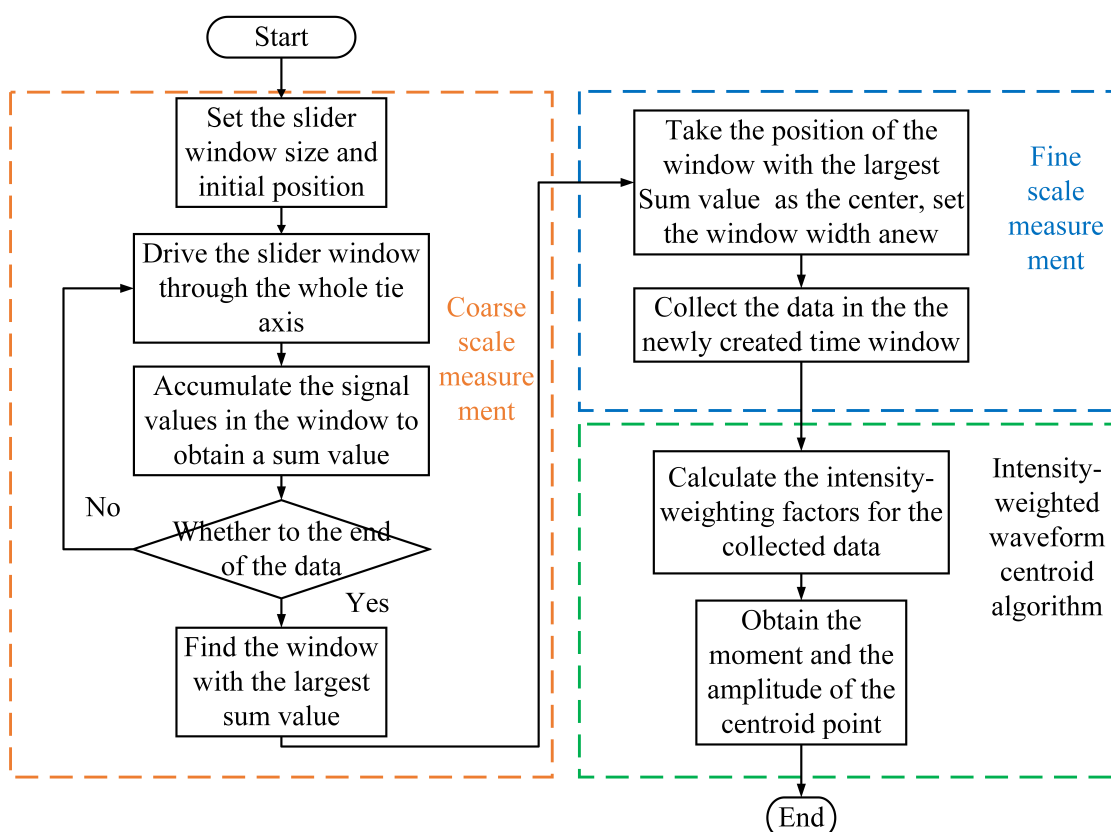 Start
Set the slider
window size and
initial position
Drive the slider window
through the whole tie
axis
Accumulate the signal
values in the window to
obtain a sum value
No
Whether to the end
of the data
Yes
Find the window
with the largest
sum value
Coarse
scale
measure
ment
Take the position of the
window with the largest
Sum value as the center, set
the window width anew
Collect the data in the the
newly created time window
Fine
scale
measure
ment
Calculate the intensity-
weighting factors for the
collected data
Obtain the
moment and the
amplitude of the
centroid point
Intensity-
weighted
waveform
centroid
algorithm
End